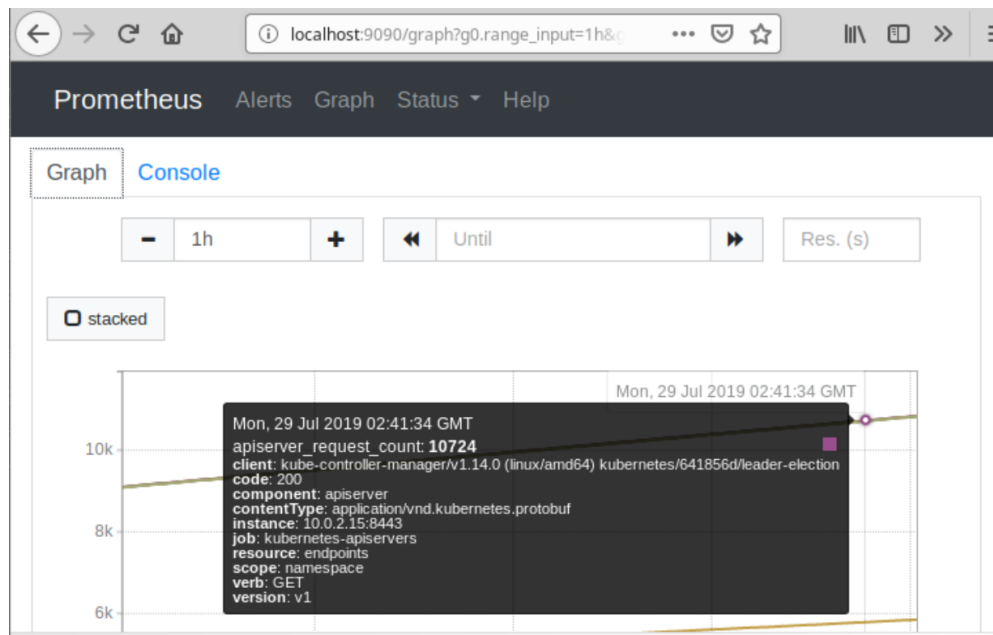 localhost:9090/graph?g0.range_input=1h&g
Prometheus Alerts Graph Status Help
Graph Console
1h Until Res. (s)
stacked
Mon, 29 Jul 2019 02:41:34 GMT
Mon, 29 Jul 2019 02:41:34 GMT
apiserver_request_count: 10724
client: kube-controller-manager/v1.14.0 (linux/amd64) kubernetes/641856d/leader-election
code: 200
component: apiserver
contentType: application/vnd.kubernetes.protobuf
instance: 10.0.2.15:8443
job: kubernetes-apiservers
resource: endpoints
scope: namespace
verb: GET
version: v1
10k
8k
6k